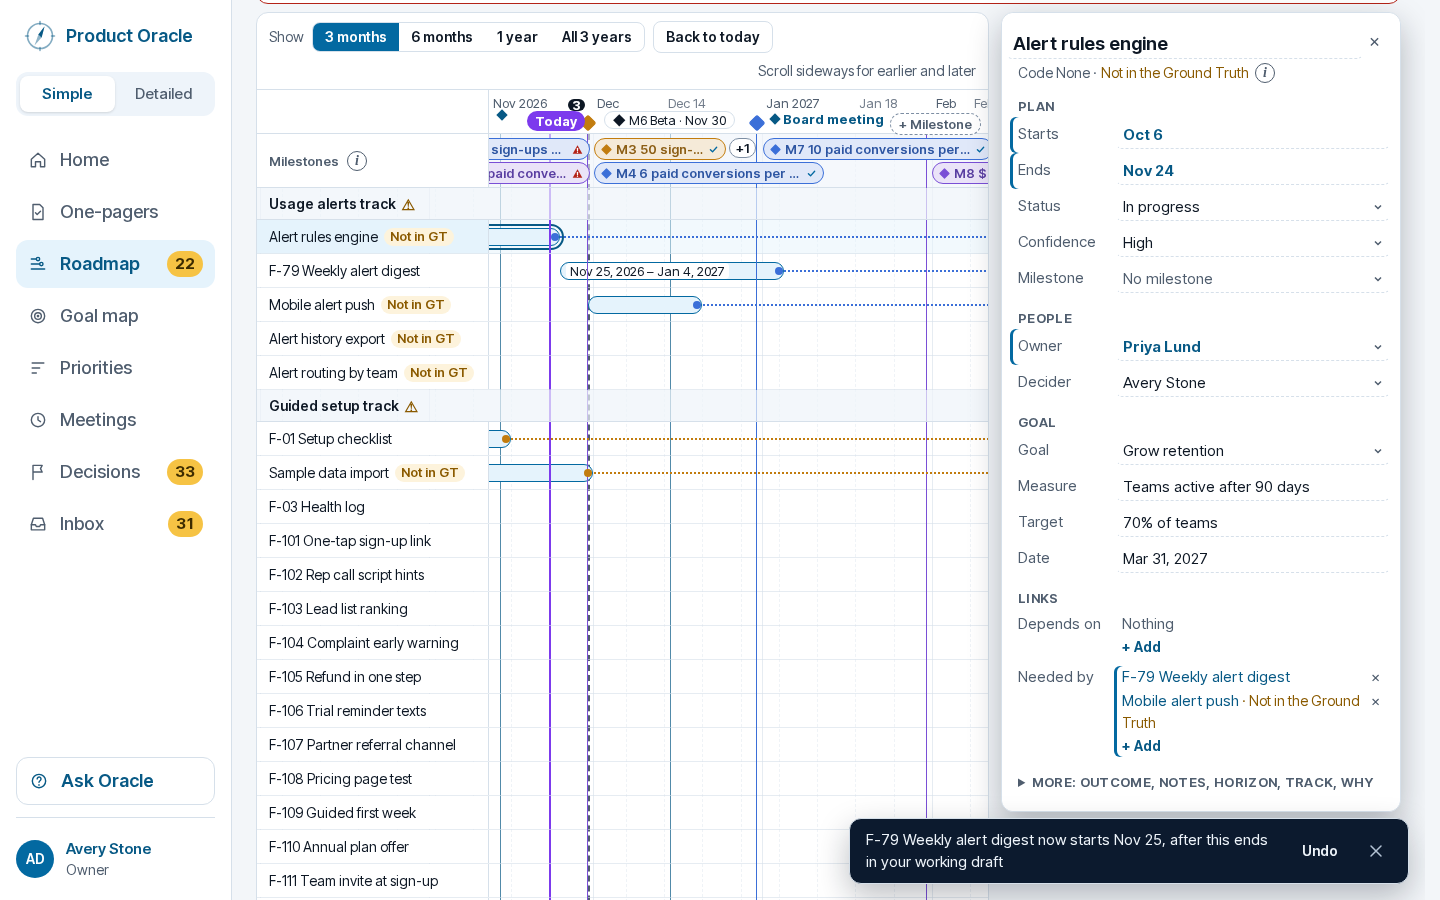 Product Oracle
Simple
Detailed
Home
One-pagers
Roadmap
22
Goal map
Priorities
Meetings
Decisions
33
Inbox
31
Ask Oracle
AD
Avery Stone
Owner
Show
3 months
6 months
1 year
All 3 years
Back to today
Scroll sideways for earlier and later
Nov 2026
3
Dec
Dec 14
Jan 2027
Jan 18
Feb
Today
M6 Beta · Nov 30
Board meeting
+ Milestone
Milestones
sign-ups ...
M3 50 sign-...
+1
M7 10 paid conversions per...
paid conve...
M4 6 paid conversions per ...
M8 $
Usage alerts track
Alert rules engine Not in GT
F-79 Weekly alert digest
Nov 25, 2026 – Jan 4, 2027
Mobile alert push Not in GT
Alert history export Not in GT
Alert routing by team Not in GT
Guided setup track
F-01 Setup checklist
Sample data import Not in GT
F-03 Health log
F-101 One-tap sign-up link
F-102 Rep call script hints
F-103 Lead list ranking
F-104 Complaint early warning
F-105 Refund in one step
F-106 Trial reminder texts
F-107 Partner referral channel
F-108 Pricing page test
F-109 Guided first week
F-110 Annual plan offer
F-111 Team invite at sign-up
Alert rules engine
×
Code None · Not in the Ground Truth i
PLAN
Starts Oct 6
Ends Nov 24
Status In progress
Confidence High
Milestone No milestone
PEOPLE
Owner Priya Lund
Decider Avery Stone
GOAL
Goal Grow retention
Measure Teams active after 90 days
Target 70% of teams
Date Mar 31, 2027
LINKS
Depends on Nothing
+ Add
Needed by F-79 Weekly alert digest ×
Mobile alert push · Not in the Ground ×
Truth
+ Add
MORE: OUTCOME, NOTES, HORIZON, TRACK, WHY
F-79 Weekly alert digest now starts Nov 25, after this ends
in your working draft
Undo